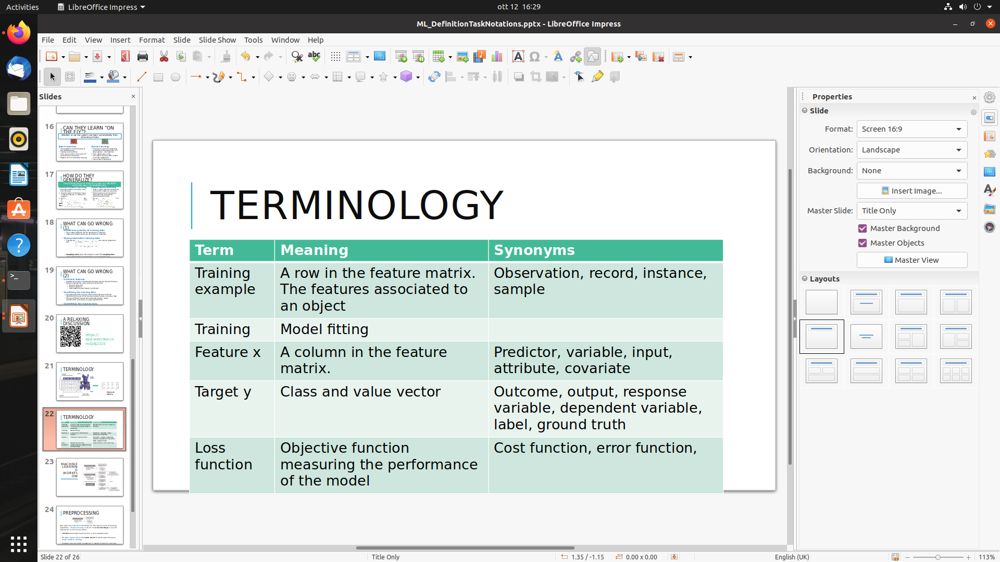 Activities
LibreOffice Impress
ott 12 16:29
ML_DefinitionTaskNotations.pptx - LibreOffice Impress
File Edit View Insert Format Slide Slide Show Tools Window Help
Slides
16
CAN THEY LEARN “ON
THE FLY”?
17
HOW DO THEY
GENERALIZE?
18
WHAT CAN GO WRONG
(1)
19
WHAT CAN GO WRONG
(2)
20
A RELAXING
DISCUSSION
https://
app.wooclap.co
m/QALCGS
21
TERMINOLOGY
22
TERMINOLOGY
23
MACHINE
LEARNIN
G
WORKFL
OW
24
PREPROCESSING
TERMINOLOGY
Term Meaning Synonyms
Training example
A row in the feature matrix. The features associated to an object
Observation, record, instance, sample
Training Model fitting
Feature x
A column in the feature matrix.
Predictor, variable, input, attribute, covariate
Target y
Class and value vector
Outcome, output, response variable, dependent variable, label, ground truth
Loss function
Objective function measuring the performance of the model
Cost function, error function,
Properties
Slide
Format: Screen 16:9
Orientation: Landscape
Background: None
Insert Image...
Master Slide: Title Only
Master Background
Master Objects
Master View
Layouts
Slide 22 of 26
Title Only
1.35 / -1.15
0.00 x 0.00
English (UK)
113%